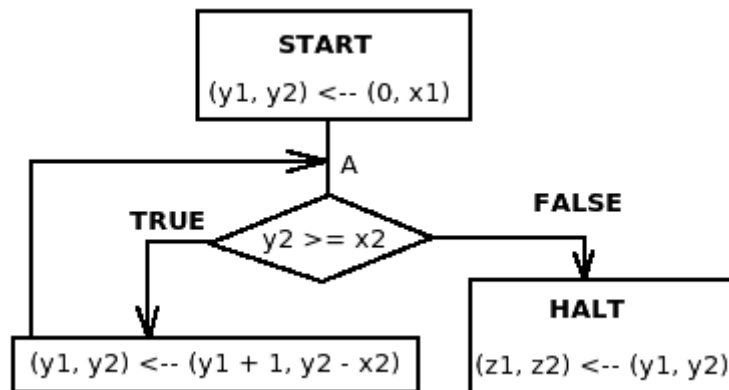 START
(y1, y2) <-- (0, x1)
A
TRUE
FALSE
y2 >= x2
HALT
(y1, y2) <-- (y1 + 1, y2 - x2)
(z1, z2) <-- (y1, y2)